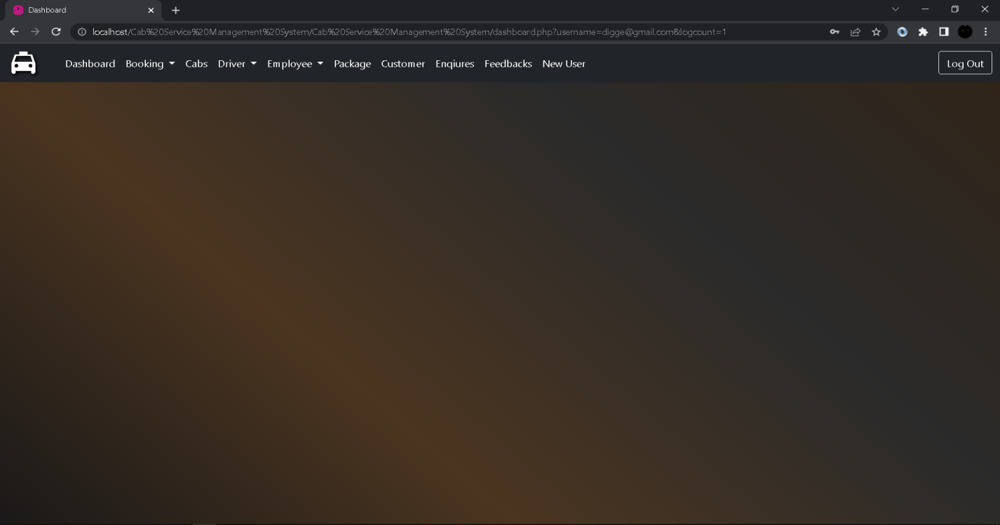 Dashboard
localhost/Cab%20Service%20Management%20System/Cab%20Service%20Management%20System/dashboard.php?username=digge@gmail.com&logcount=1
Dashboard Booking Cabs Driver Employee Package Customer Enqiures Feedbacks New User Log Out